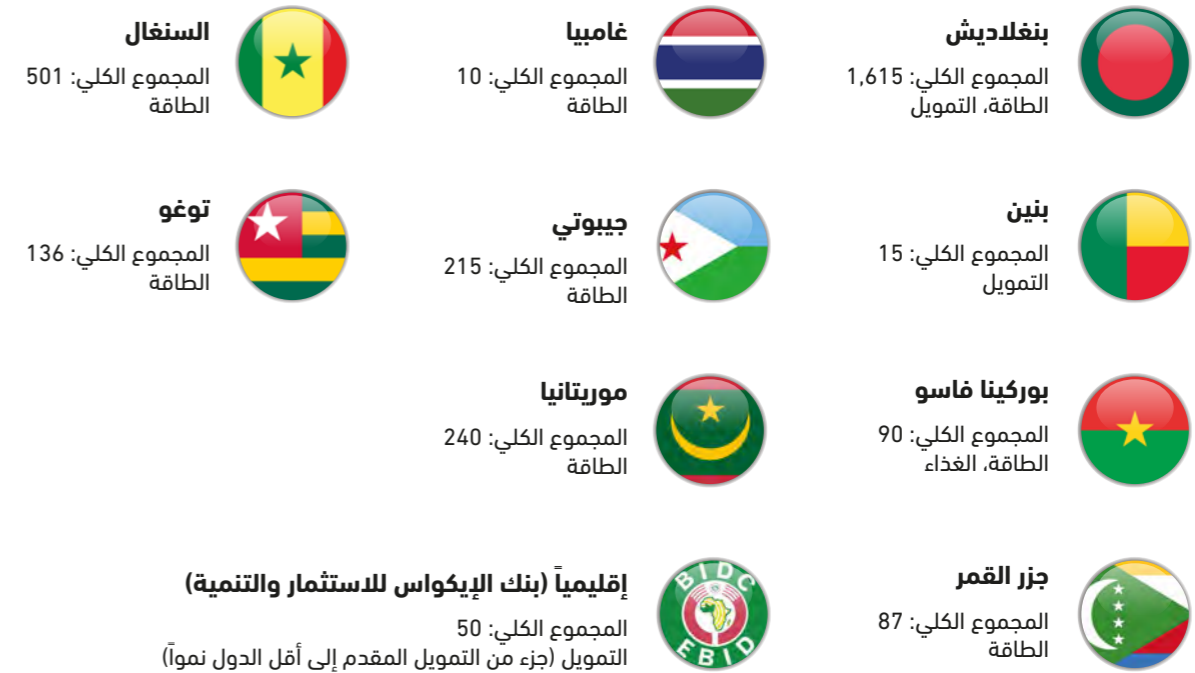 بنغلاديش
المجموع الكلي: 1,615
الطاقة، التمويل
غامبيا
المجموع الكلي: 10
الطاقة
السنغال
المجموع الكلي: 501
الطاقة
بنين
المجموع الكلي: 15
التمويل
جيبوتي
المجموع الكلي: 215
الطاقة
توغو
المجموع الكلي: 136
الطاقة
بوركينا فاسو
المجموع الكلي: 90
الطاقة، الغذاء
موريتانيا
المجموع الكلي: 240
الطاقة
جزر القمر
المجموع الكلي: 87
الطاقة
BIDC
EBID
إقليمياً (بنك الإيكواس للاستثمار والتنمية)
المجموع الكلي: 50
التمويل (جزء من التمويل المقدم إلى أقل الدول نمواً)